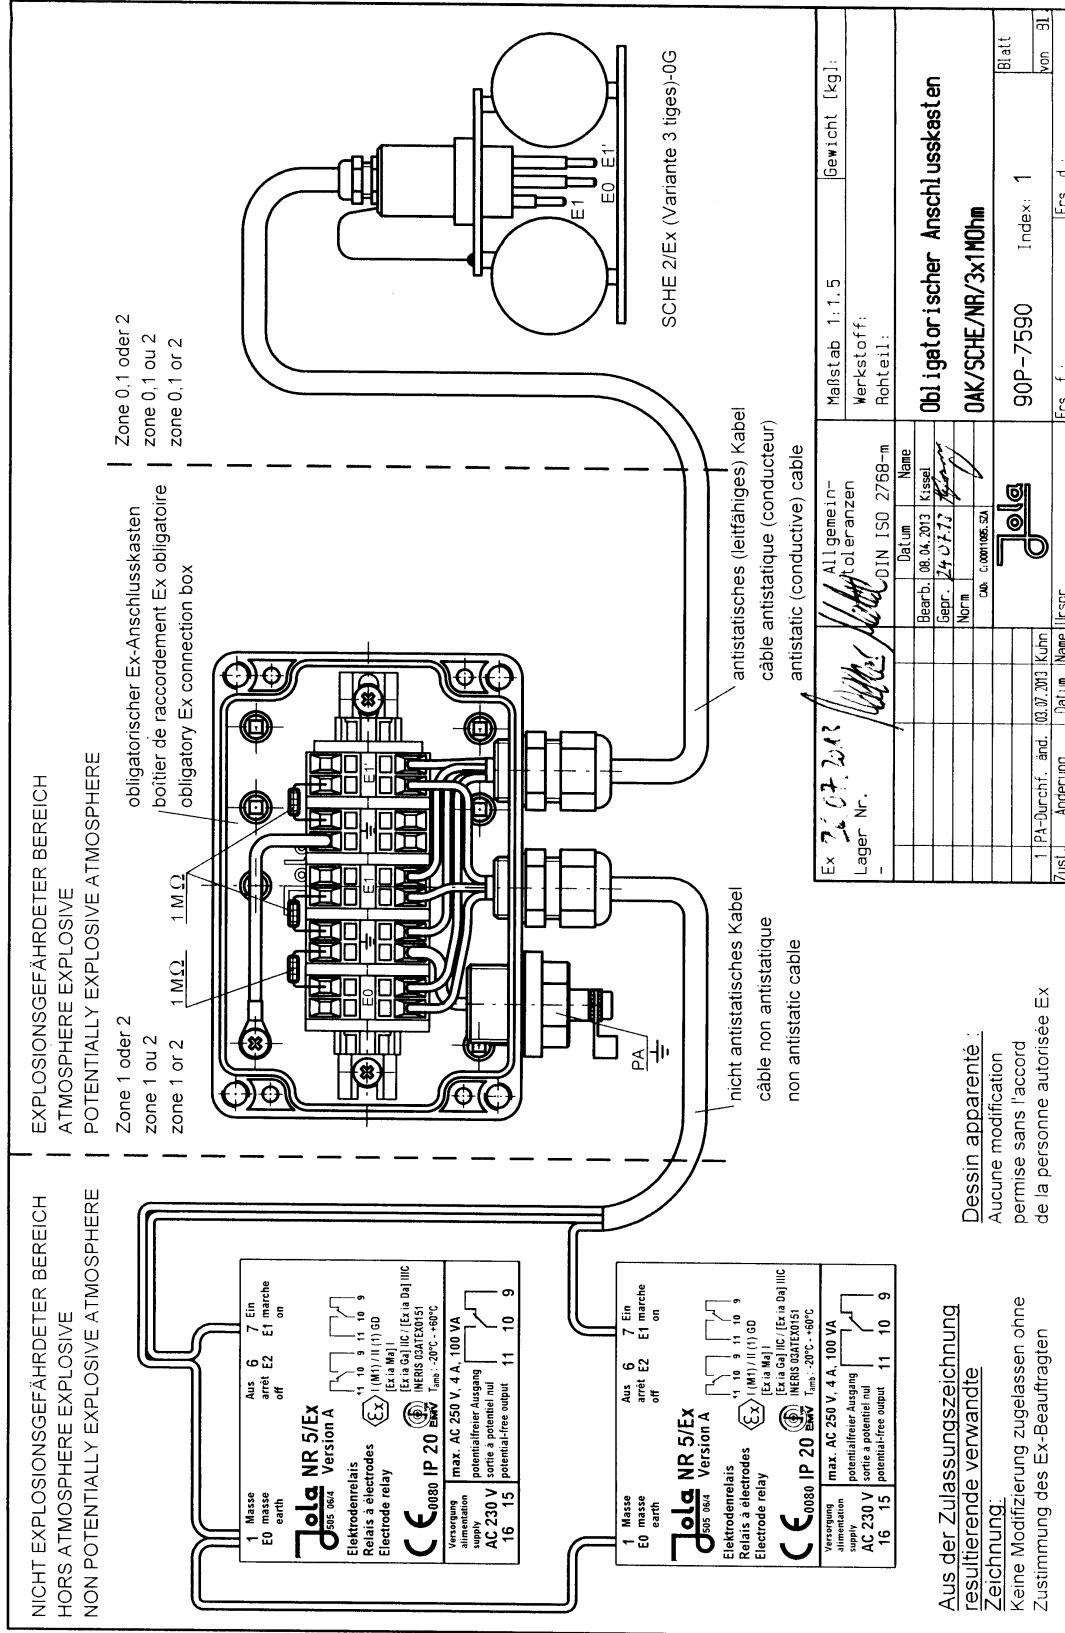 NICHT EXPLOSIONSGEFÄHRDETER BEREICH
HORS ATMOSPHERE EXPLOSIVE
NON POTENTIALLY EXPLOSIVE ATMOSPHERE
EXPLOSIONSGEFÄHRDETER BEREICH
ATMOSPHERE EXPLOSIVE
POTENTIALLY EXPLOSIVE ATMOSPHERE
Zone 1 oder 2
zone 1 ou 2
zone 1 or 2
Zone 0,1 oder 2
zone 0,1 ou 2
zone 0,1 or 2
obligatorischer Ex-Anschlusskasten
boîtier de raccordement Ex obligatoire
obligatory Ex connection box
1 MΩ
1 MΩ
E0
E1
E1'
PA
E1
E0
E1'
SCHE 2/Ex (Variante 3 tiges)-0G
antistatisches (leitfähiges) Kabel
câble antistatique (conducteur)
antistatic (conductive) cable
nicht antistatisches Kabel
câble non antistatique
non antistatic cable
1 Masse
E0 masse
earth
Aus 6
arrêt E2
off
7 Ein
E1 marche
on
Jola NR 5/Ex
505 06/4 Version A
11 10 9 11 10 9
Elektrodenrelais
Relais à électrodes
Electrode relay
Ex I (M1) / II (1) GD
[Ex ia Ma] I
[Ex ia Ga] IIC / [Ex ia Da] IIIC
INERIS 03ATEX0151
Tamb: -20°C - +60°C
CE 0080 IP 20 EMV
Versorgung
alimentation
supply
AC 230 V
16 15
max. AC 250 V, 4 A, 100 VA
potentialfreier Ausgang
sortie à potentiel nul
potential-free output
11 10 9
1 Masse
E0 masse
earth
Aus 6
arrêt E2
off
7 Ein
E1 marche
on
Jola NR 5/Ex
505 06/4 Version A
11 10 9 11 10 9
Elektrodenrelais
Relais à électrodes
Electrode relay
Ex I (M1) / II (1) GD
[Ex ia Ma] I
[Ex ia Ga] IIC / [Ex ia Da] IIIC
INERIS 03ATEX0151
Tamb: -20°C - +60°C
CE 0080 IP 20 EMV
Versorgung
alimentation
supply
AC 230 V
16 15
max. AC 250 V, 4 A, 100 VA
potentialfreier Ausgang
sortie à potentiel nul
potential-free output
11 10 9
Aus der Zulassungszeichnung
resultierende verwandte
Zeichnung:
Keine Modifizierung zugelassen ohne
Zustimmung des Ex-Beauftragten
Dessin apparenté :
Aucune modification
permise sans l'accord
de la personne autorisée Ex
Ex
Lager Nr.
-
Allgemein-
toleranzen
DIN ISO 2768-m
Maßstab 1:1.5
Gewicht [kg]:
Werkstoff:
Rohteil:
Datum Name
Bearb. 08.04.2013 Kissel
Gepr. 24.07.13
Norm
CAD: C:00011085.SZA
Jola
Obligatorischer Anschlusskasten
OAK/SCHE/NR/3x1MOhm
90P-7590 Index: 1
Blatt
von Bl.
1 PA-Durchf. änd. 03.07.2013 Kuhn
Zust. Änderung Datum Name Urspr.
Ers. f.:
Ers. d.: